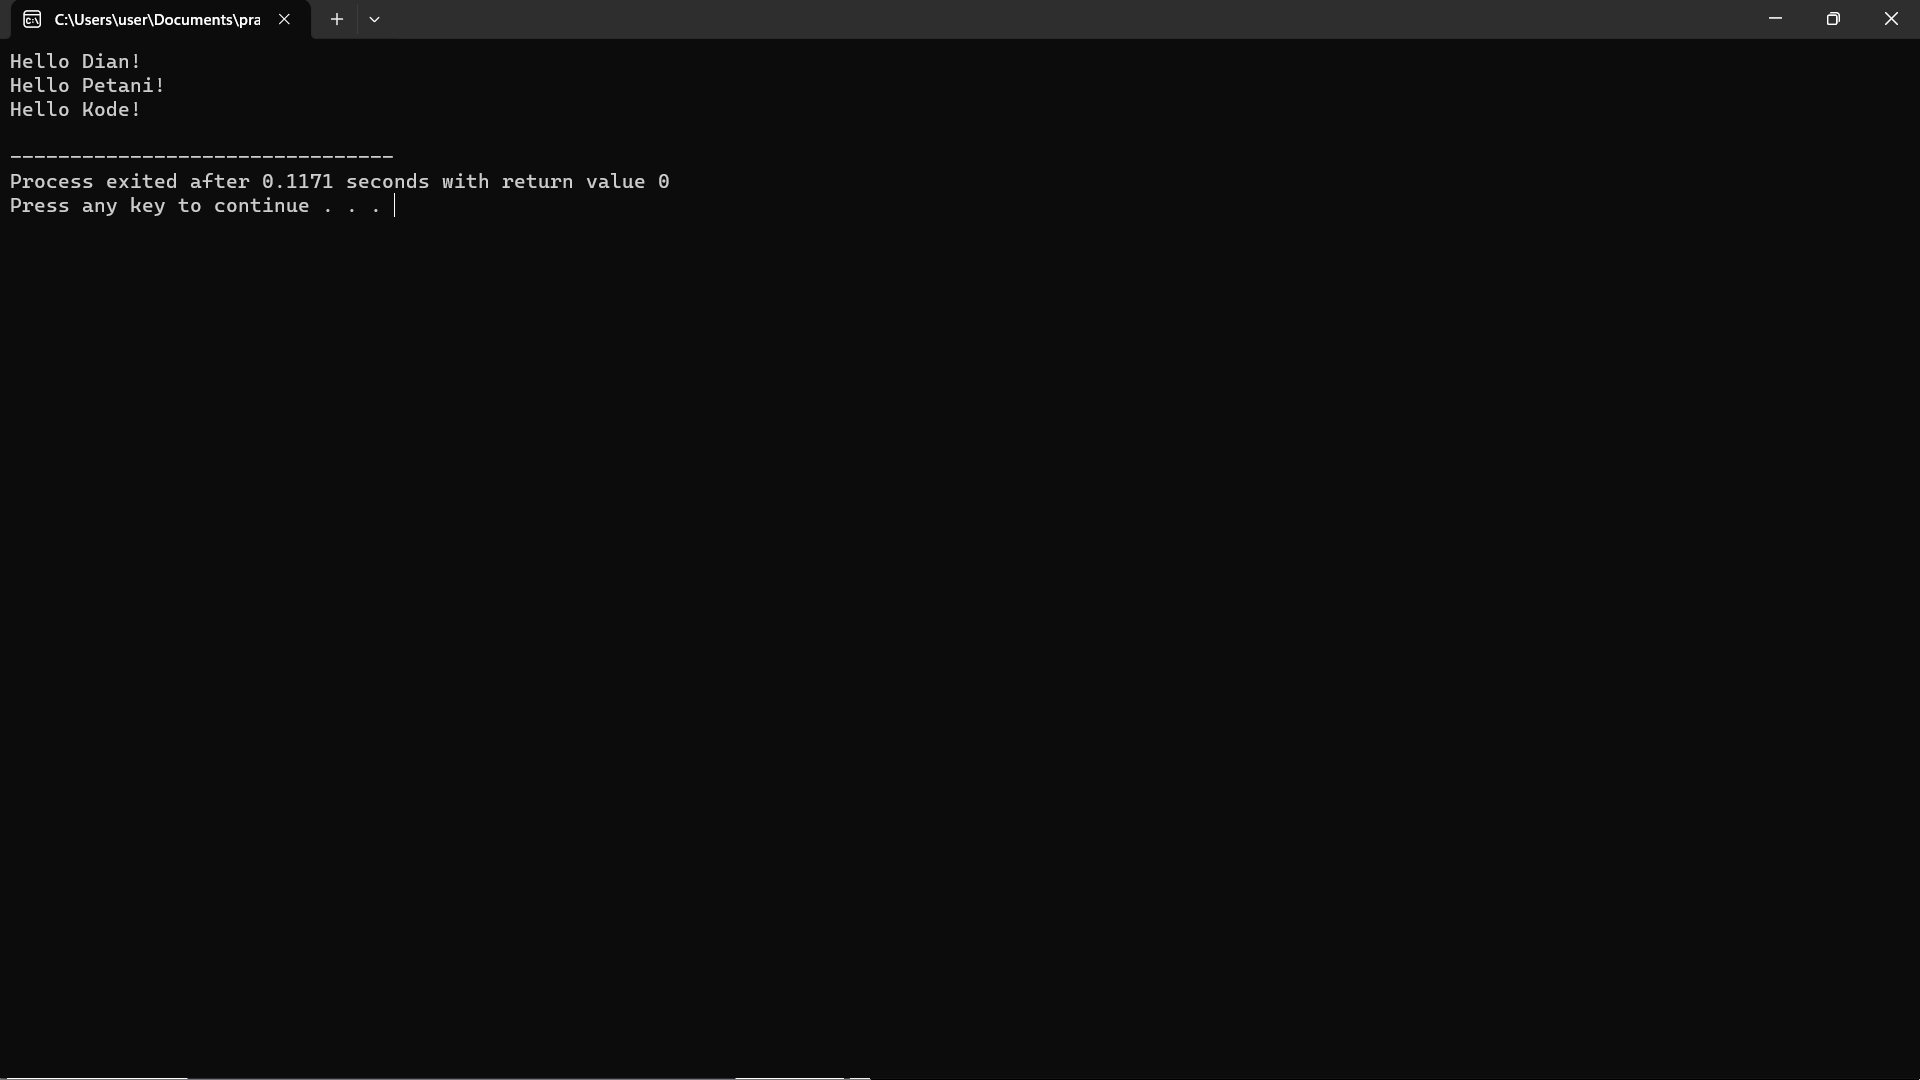 C:\Users\user\Documents\pra
Hello Dian!
Hello Petani!
Hello Kode!
--------------------------------
Process exited after 0.1171 seconds with return value 0
Press any key to continue . . .